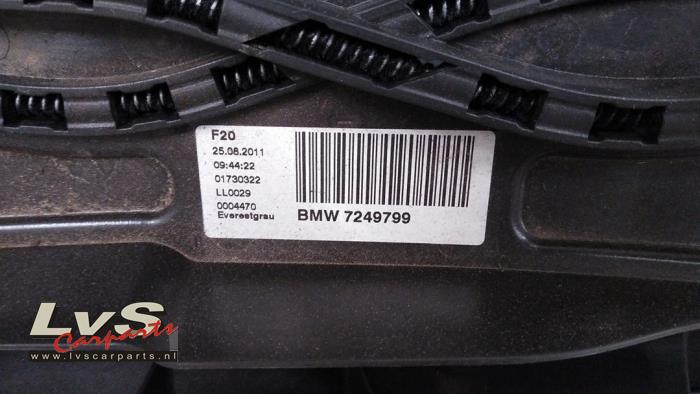 F20
25.08.2011
09:44:22
01730322
LL0029
0004470
Everestgrau
BMW 7249799
LvS
Carparts
www.lvscarparts.nl